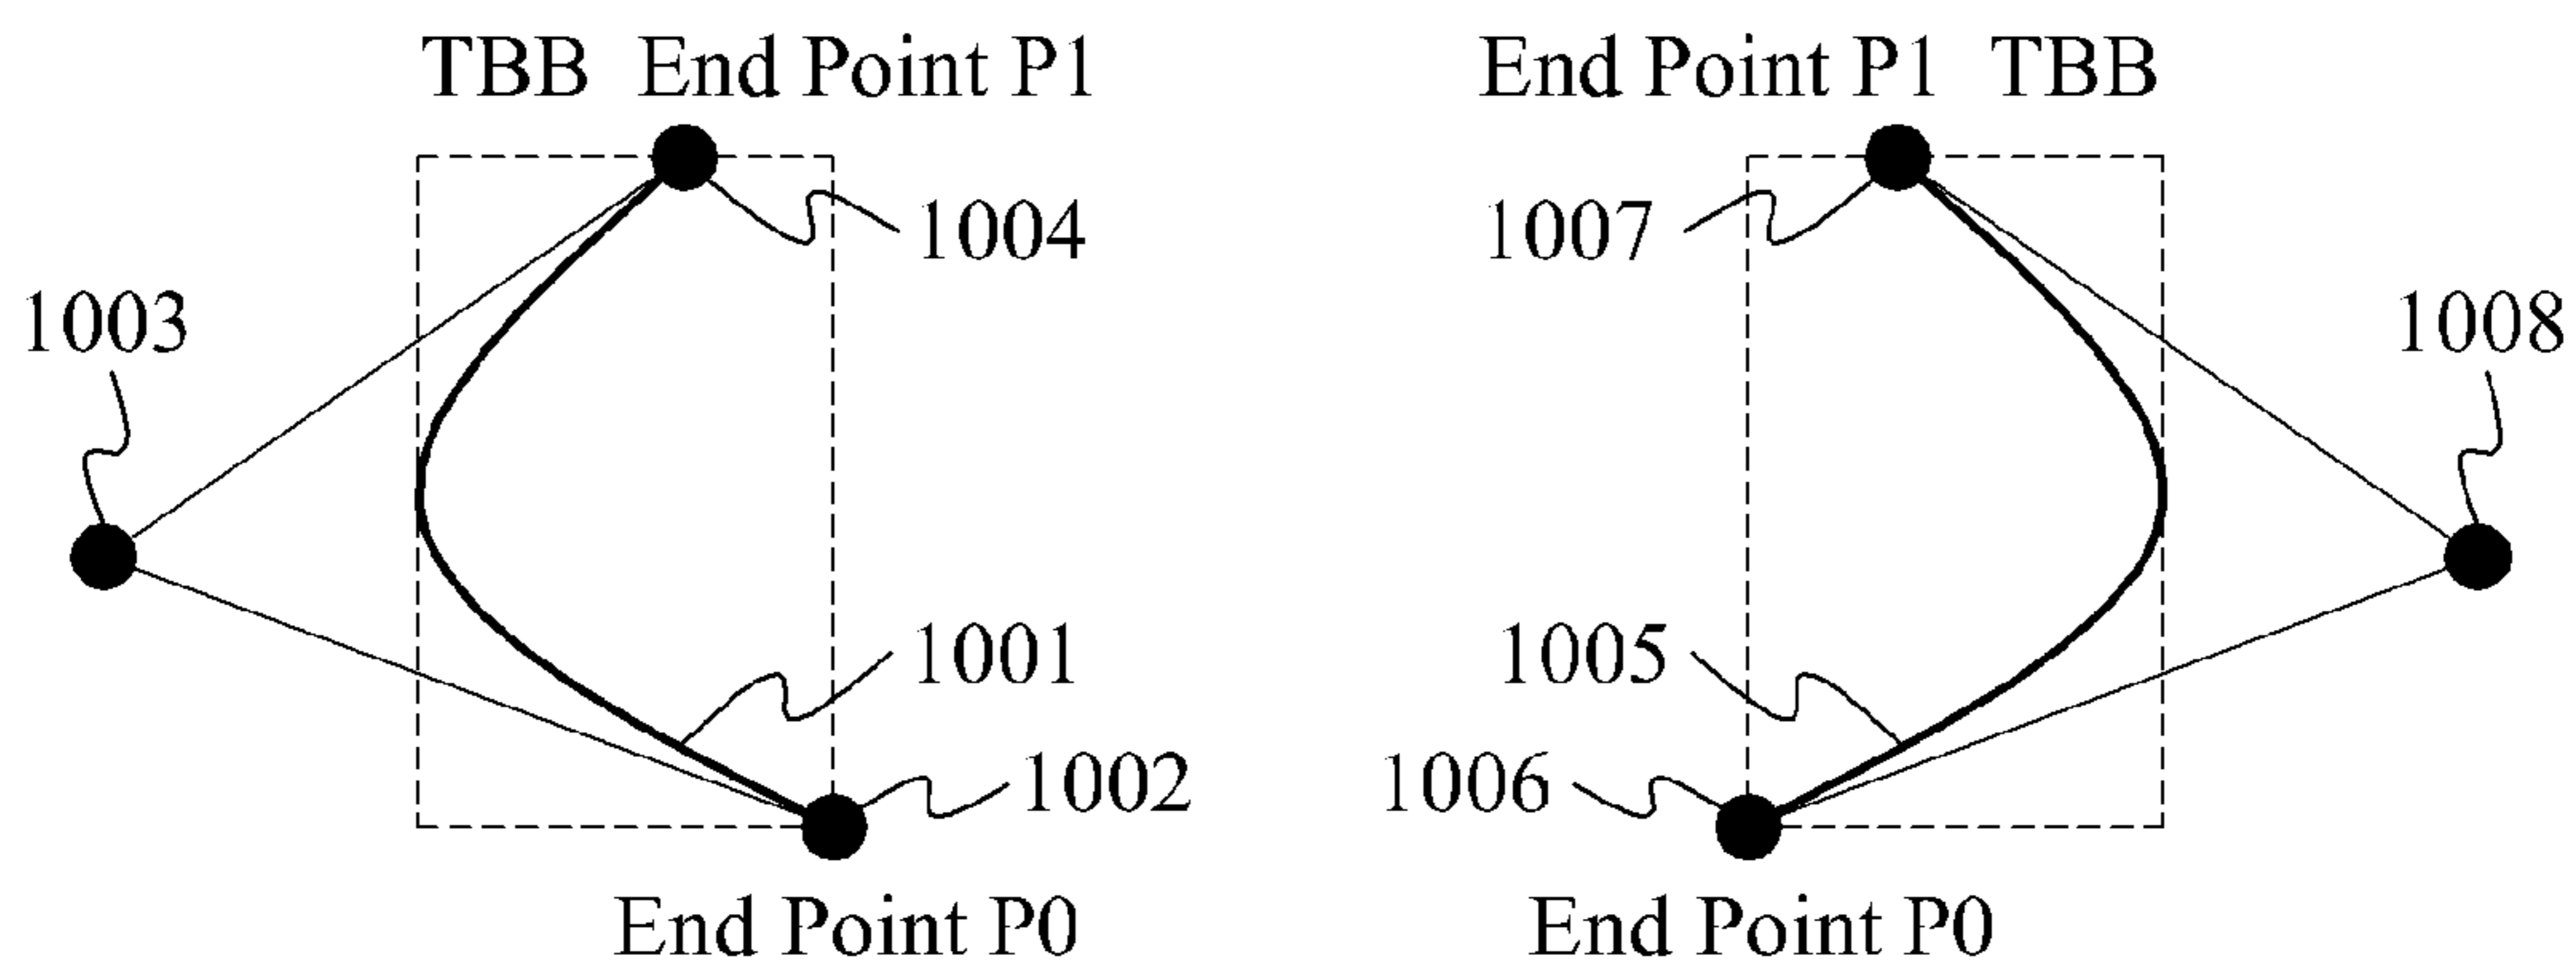 TBB End Point P1
End Point P1 TBB
1004
1007
1003
1008
1001
1005
1002
1006
End Point P0
End Point P0